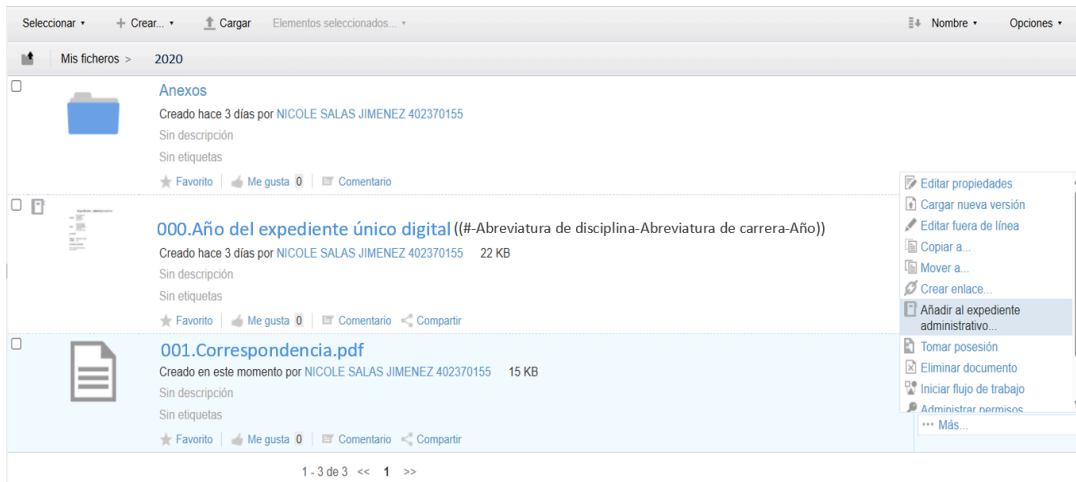 Seleccionar
Crear...
Cargar
Elementos seleccionados...
Nombre
Opciones
Mis ficheros >
2020
Anexos
Creado hace 3 días por NICOLE SALAS JIMENEZ 402370155
Sin descripción
Sin etiquetas
Favorito Me gusta 0 Comentario
000.Año del expediente único digital ((#-Abreviatura de disciplina-Abreviatura de carrera-Año))
Creado hace 3 días por NICOLE SALAS JIMENEZ 402370155 22 KB
Sin descripción
Sin etiquetas
Favorito Me gusta 0 Comentario Compartir
001.Correspondencia.pdf
Creado en este momento por NICOLE SALAS JIMENEZ 402370155 15 KB
Sin descripción
Sin etiquetas
Favorito Me gusta 0 Comentario Compartir
Editar propiedades
Cargar nueva versión
Editar fuera de línea
Copiar a...
Mover a...
Crear enlace...
Añadir al expediente
administrativo...
Tomar posesión
Eliminar documento
Iniciar flujo de trabajo
Administrar permisos
Más...
1 - 3 de 3 << 1 >>